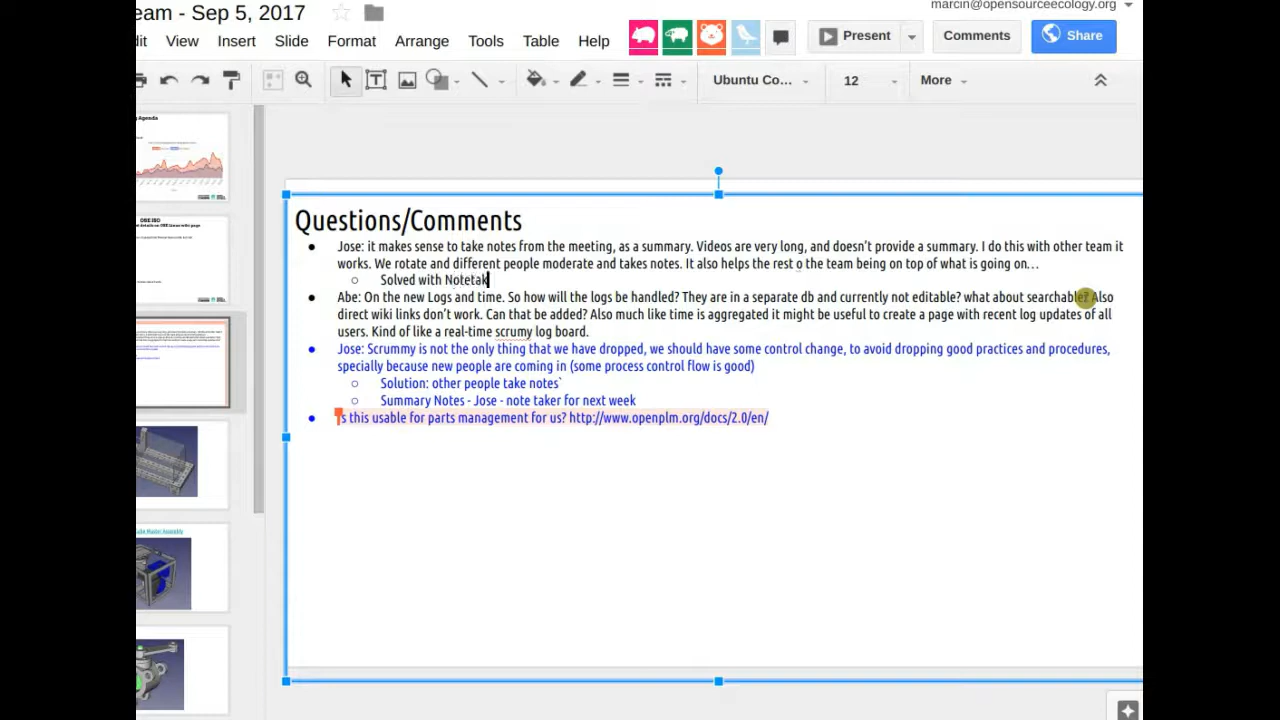 eam - Sep 5, 2017
marcin@opensourceecology.org
dit View Insert Slide Format Arrange Tools Table Help
Present
Comments
Share
Ubuntu Co...
12
More
Agenda
OSE ISO
Questions/Comments
● Jose: it makes sense to take notes from the meeting, as a summary. Videos are very long, and doesn't provide a summary. I do this with other team it
works. We rotate and different people moderate and takes notes. It also helps the rest o the team being on top of what is going on…
○ Solved with Notetak
● Abe: On the new Logs and time. So how will the logs be handled? They are in a separate db and currently not editable? what about searchable? Also
direct wiki links don't work. Can that be added? Also much like time is aggregated it might be useful to create a page with recent log updates of all
users. Kind of like a real-time scrumy log board.
● Jose: Scrummy is not the only thing that we have dropped, we should have some control change. to avoid dropping good practices and procedures,
specially because new people are coming in (some process control flow is good)
○ Solution: other people take notes`
○ Summary Notes - Jose - note taker for next week
● Is this usable for parts management for us? http://www.openplm.org/docs/2.0/en/